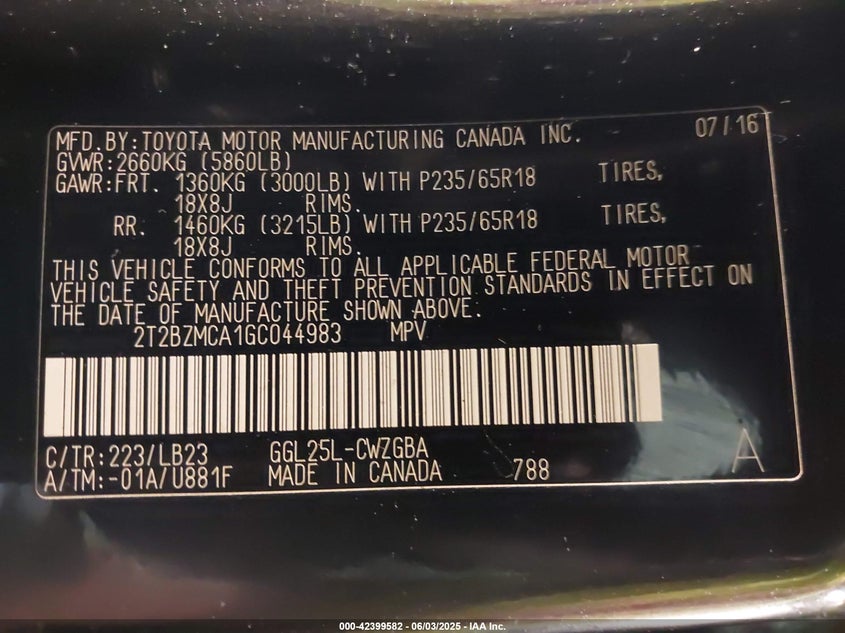 MFD. BY: TOYOTA MOTOR MANUFACTURING CANADA INC. 07/16T
GVWR: 2660KG (5860LB)
GAWR: FRT. 1360KG (3000LB) WITH P235/65R18 TIRES,
18X8J RIMS.
RR. 1460KG (3215LB) WITH P235/65R18 TIRES,
18X8J RIMS.
THIS VEHICLE CONFORMS TO ALL APPLICABLE FEDERAL MOTOR
VEHICLE SAFETY AND THEFT PREVENTION STANDARDS IN EFFECT ON
THE DATE OF MANUFACTURE SHOWN ABOVE.
2T2BZMCA1GC044983 MPV
C/TR: 223/LB23 GGL25L-CWZGBA
A/TM: -01A/U881F MADE IN CANADA 788 A
000-42399582 - 06/03/2025 - IAA Inc.